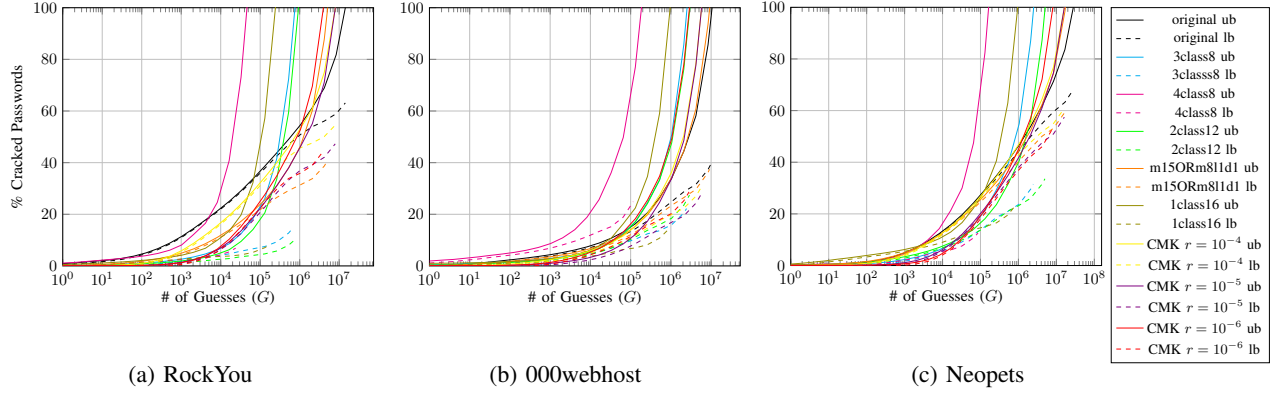 % Cracked Passwords
100
80
60
40
20
0
10^0 10^1 10^2 10^3 10^4 10^5 10^6 10^7
# of Guesses (G)
(a) RockYou
100
80
60
40
20
0
10^0 10^1 10^2 10^3 10^4 10^5 10^6 10^7
# of Guesses (G)
(b) 000webhost
100
80
60
40
20
0
10^0 10^1 10^2 10^3 10^4 10^5 10^6 10^7 10^8
# of Guesses (G)
(c) Neopets
original ub
original lb
3class8 ub
3classs8 lb
4class8 ub
4class8 lb
2class12 ub
2class12 lb
m15ORm8l1d1 ub
m15ORm8l1d1 lb
1class16 ub
1class16 lb
CMK r = 10^-4 ub
CMK r = 10^-4 lb
CMK r = 10^-5 ub
CMK r = 10^-5 lb
CMK r = 10^-6 ub
CMK r = 10^-6 lb